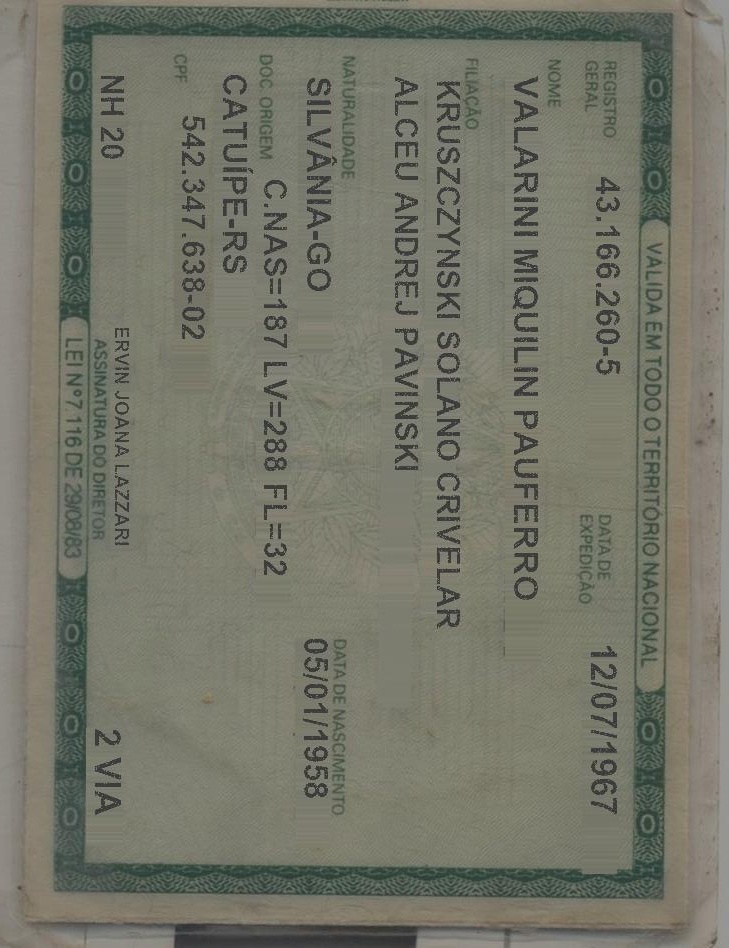 VÁLIDA EM TODO O TERRITÓRIO NACIONAL
REGISTRO GERAL 43.166.260-5 DATA DE EXPEDIÇÃO 12/07/1967
NOME
VALARINI MIQUILIN PAUFERRO
FILIAÇÃO
KRUSZCZYNSKI SOLANO CRIVELAR
ALCEU ANDREJ PAVINSKI
NATURALIDADE DATA DE NASCIMENTO
SILVÂNIA-GO 05/01/1958
DOC ORIGEM C.NAS=187 LV=288 FL=32
CATUÍPE-RS
CPF 542.347.638-02
NH 20 ERVIN JOANA LAZZARI 2 VIA
ASSINATURA DO DIRETOR
LEI Nº 7.116 DE 29/08/83